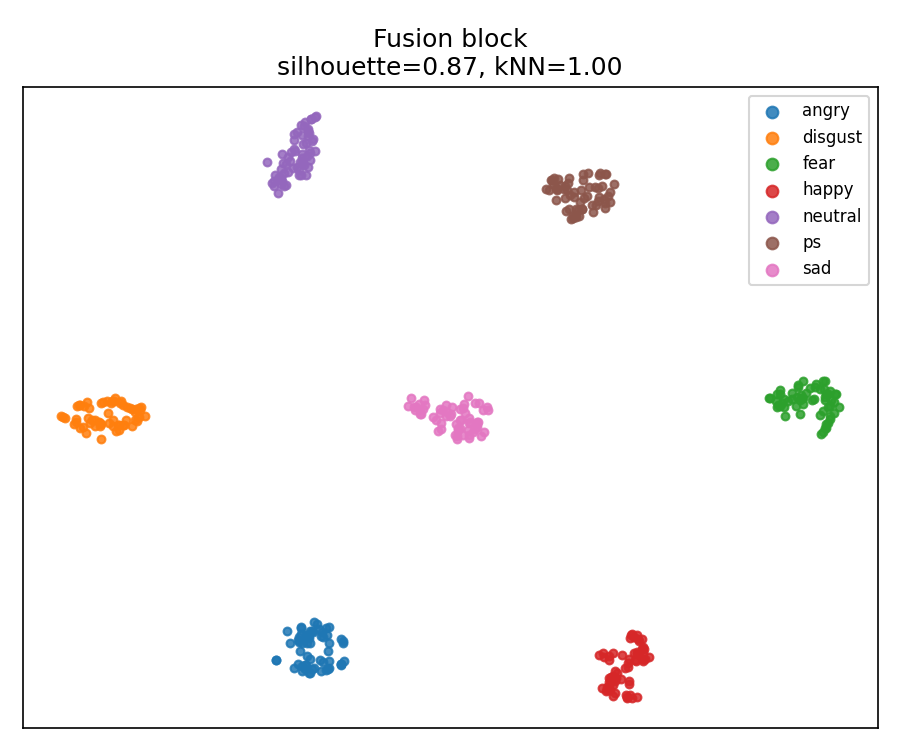 Fusion block
silhouette=0.87, kNN=1.00
angry
disgust
fear
happy
neutral
ps
sad